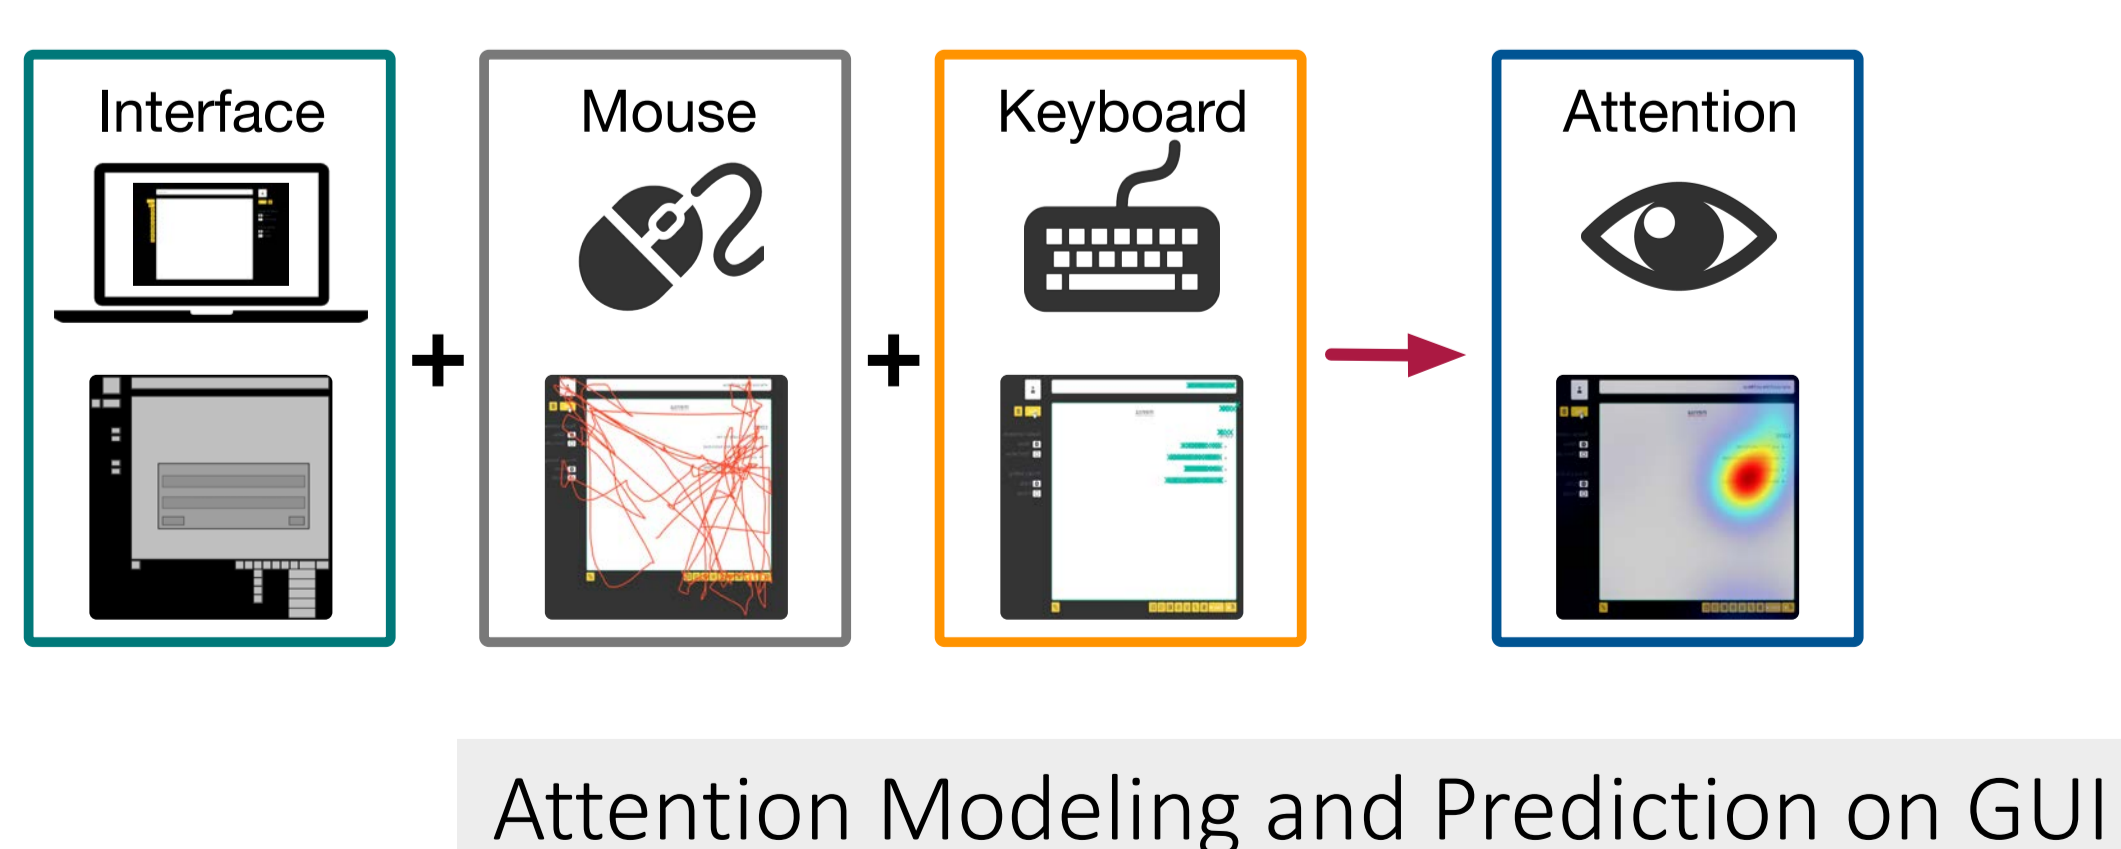 Interface
Mouse
Keyboard
Attention
Attention Modeling and Prediction on GUI